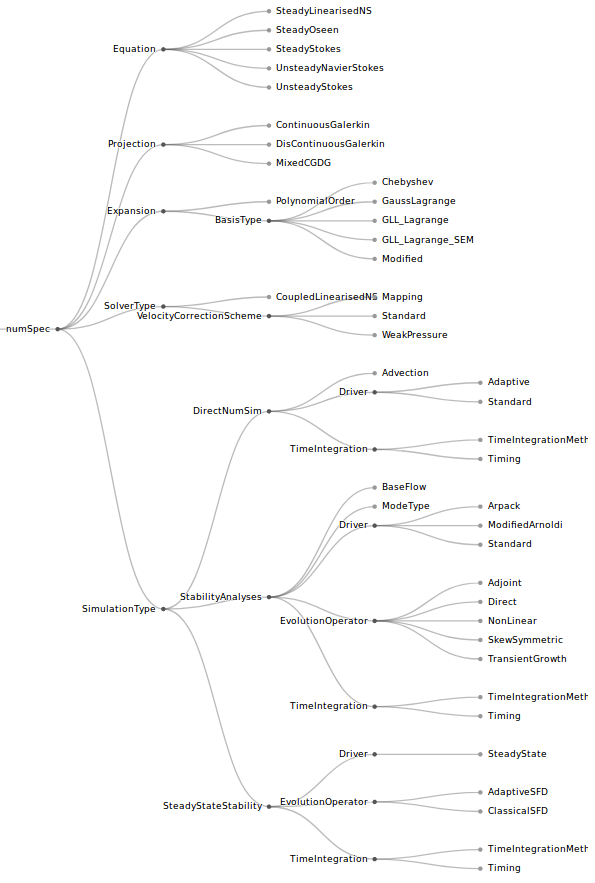 SteadyLinearisedNS
SteadyOseen
Equation
SteadyStokes
UnsteadyNavierStokes
UnsteadyStokes
ContinuousGalerkin
Projection
DisContinuousGalerkin
MixedCGDG
Chebyshev
PolynomialOrder
GaussLagrange
Expansion
BasisType
GLL_Lagrange
GLL_Lagrange_SEM
Modified
CoupledLinearisedNS
Mapping
SolverType
VelocityCorrectionScheme
Standard
numSpec
WeakPressure
Advection
Adaptive
Driver
Standard
DirectNumSim
TimeIntegrationMeth
TimeIntegration
Timing
BaseFlow
ModeType
Arpack
Driver
ModifiedArnoldi
Standard
Adjoint
StabilityAnalyses
Direct
SimulationType
EvolutionOperator
NonLinear
SkewSymmetric
TransientGrowth
TimeIntegrationMeth
TimeIntegration
Timing
Driver
SteadyState
AdaptiveSFD
EvolutionOperator
SteadyStateStability
ClassicalSFD
TimeIntegrationMeth
TimeIntegration
Timing